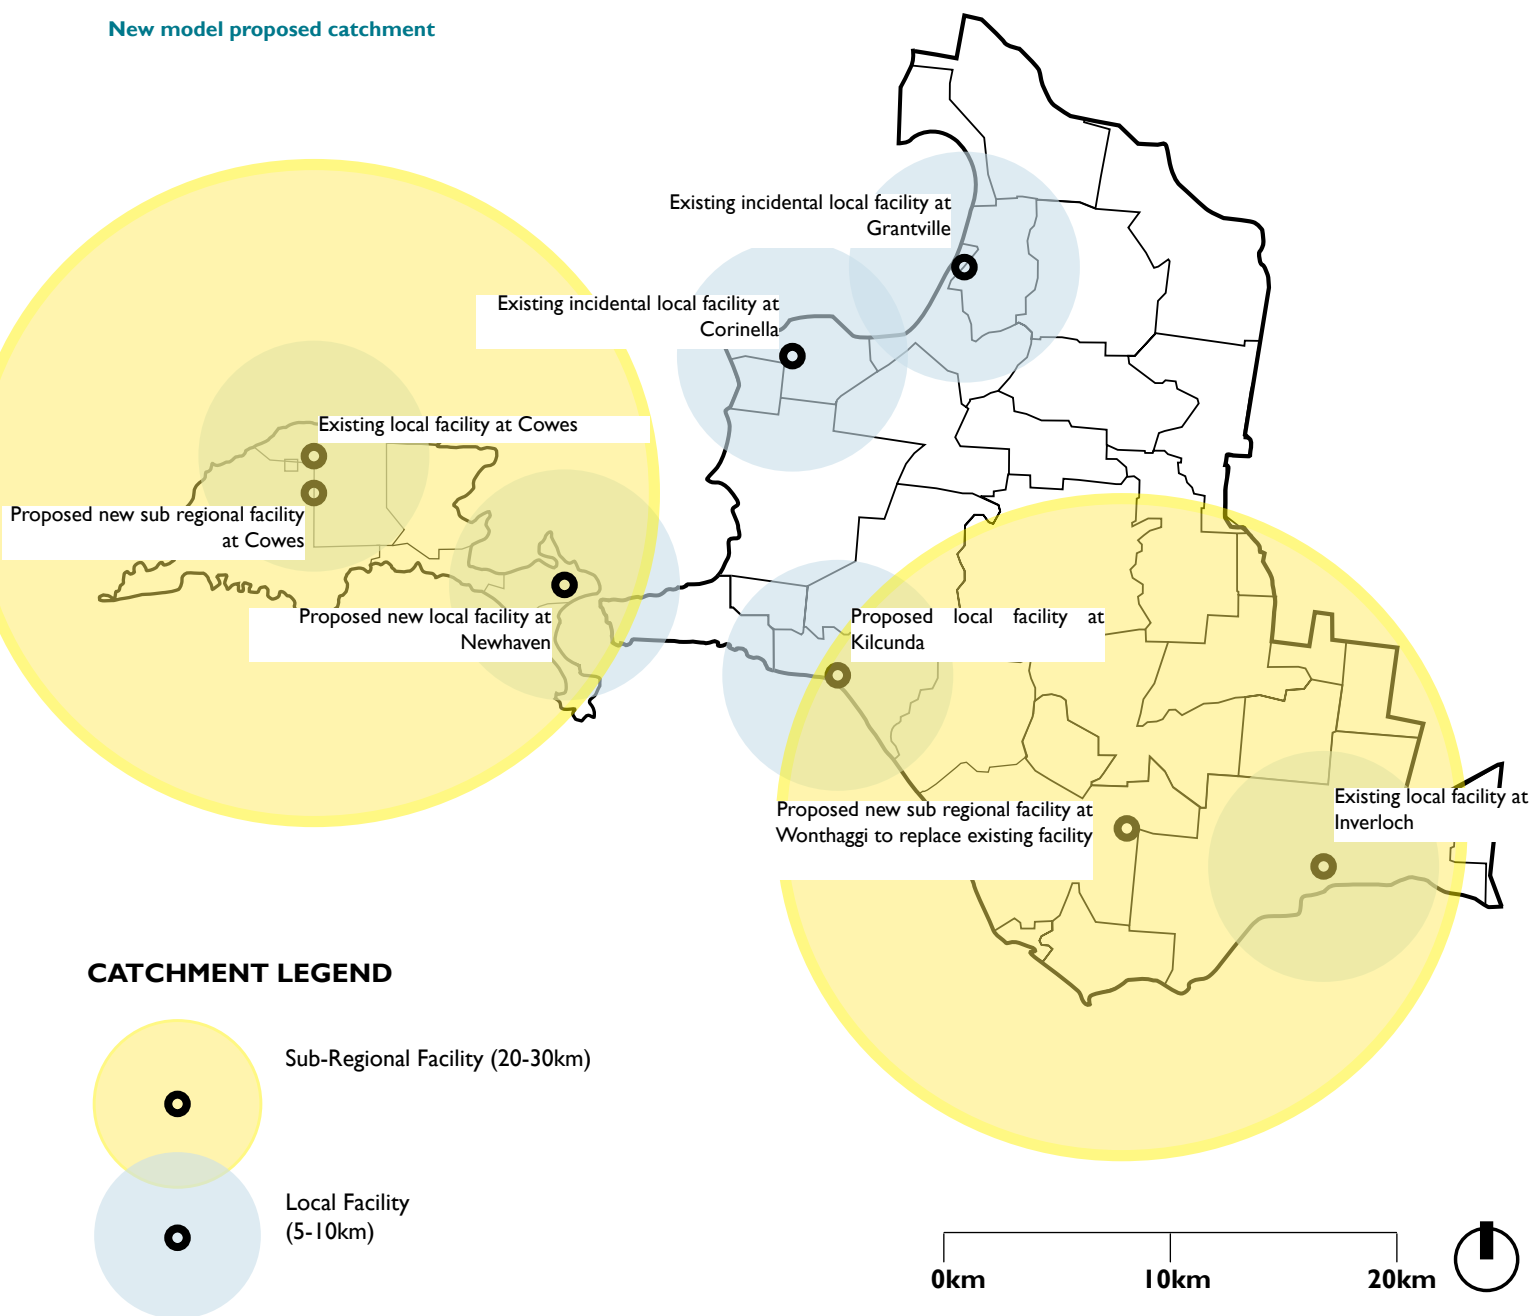 New model proposed catchment
Existing incidental local facility at
Grantville
Existing incidental local facility at
Corinella
Existing local facility at Cowes
Proposed new sub regional facility
at Cowes
Proposed new local facility at
Newhaven
Proposed local facility at
Kilcunda
Proposed new sub regional facility at
Wonthaggi to replace existing facility
Existing local facility at
Inverloch
CATCHMENT LEGEND
Sub-Regional Facility (20-30km)
Local Facility
(5-10km)
0km 10km 20km